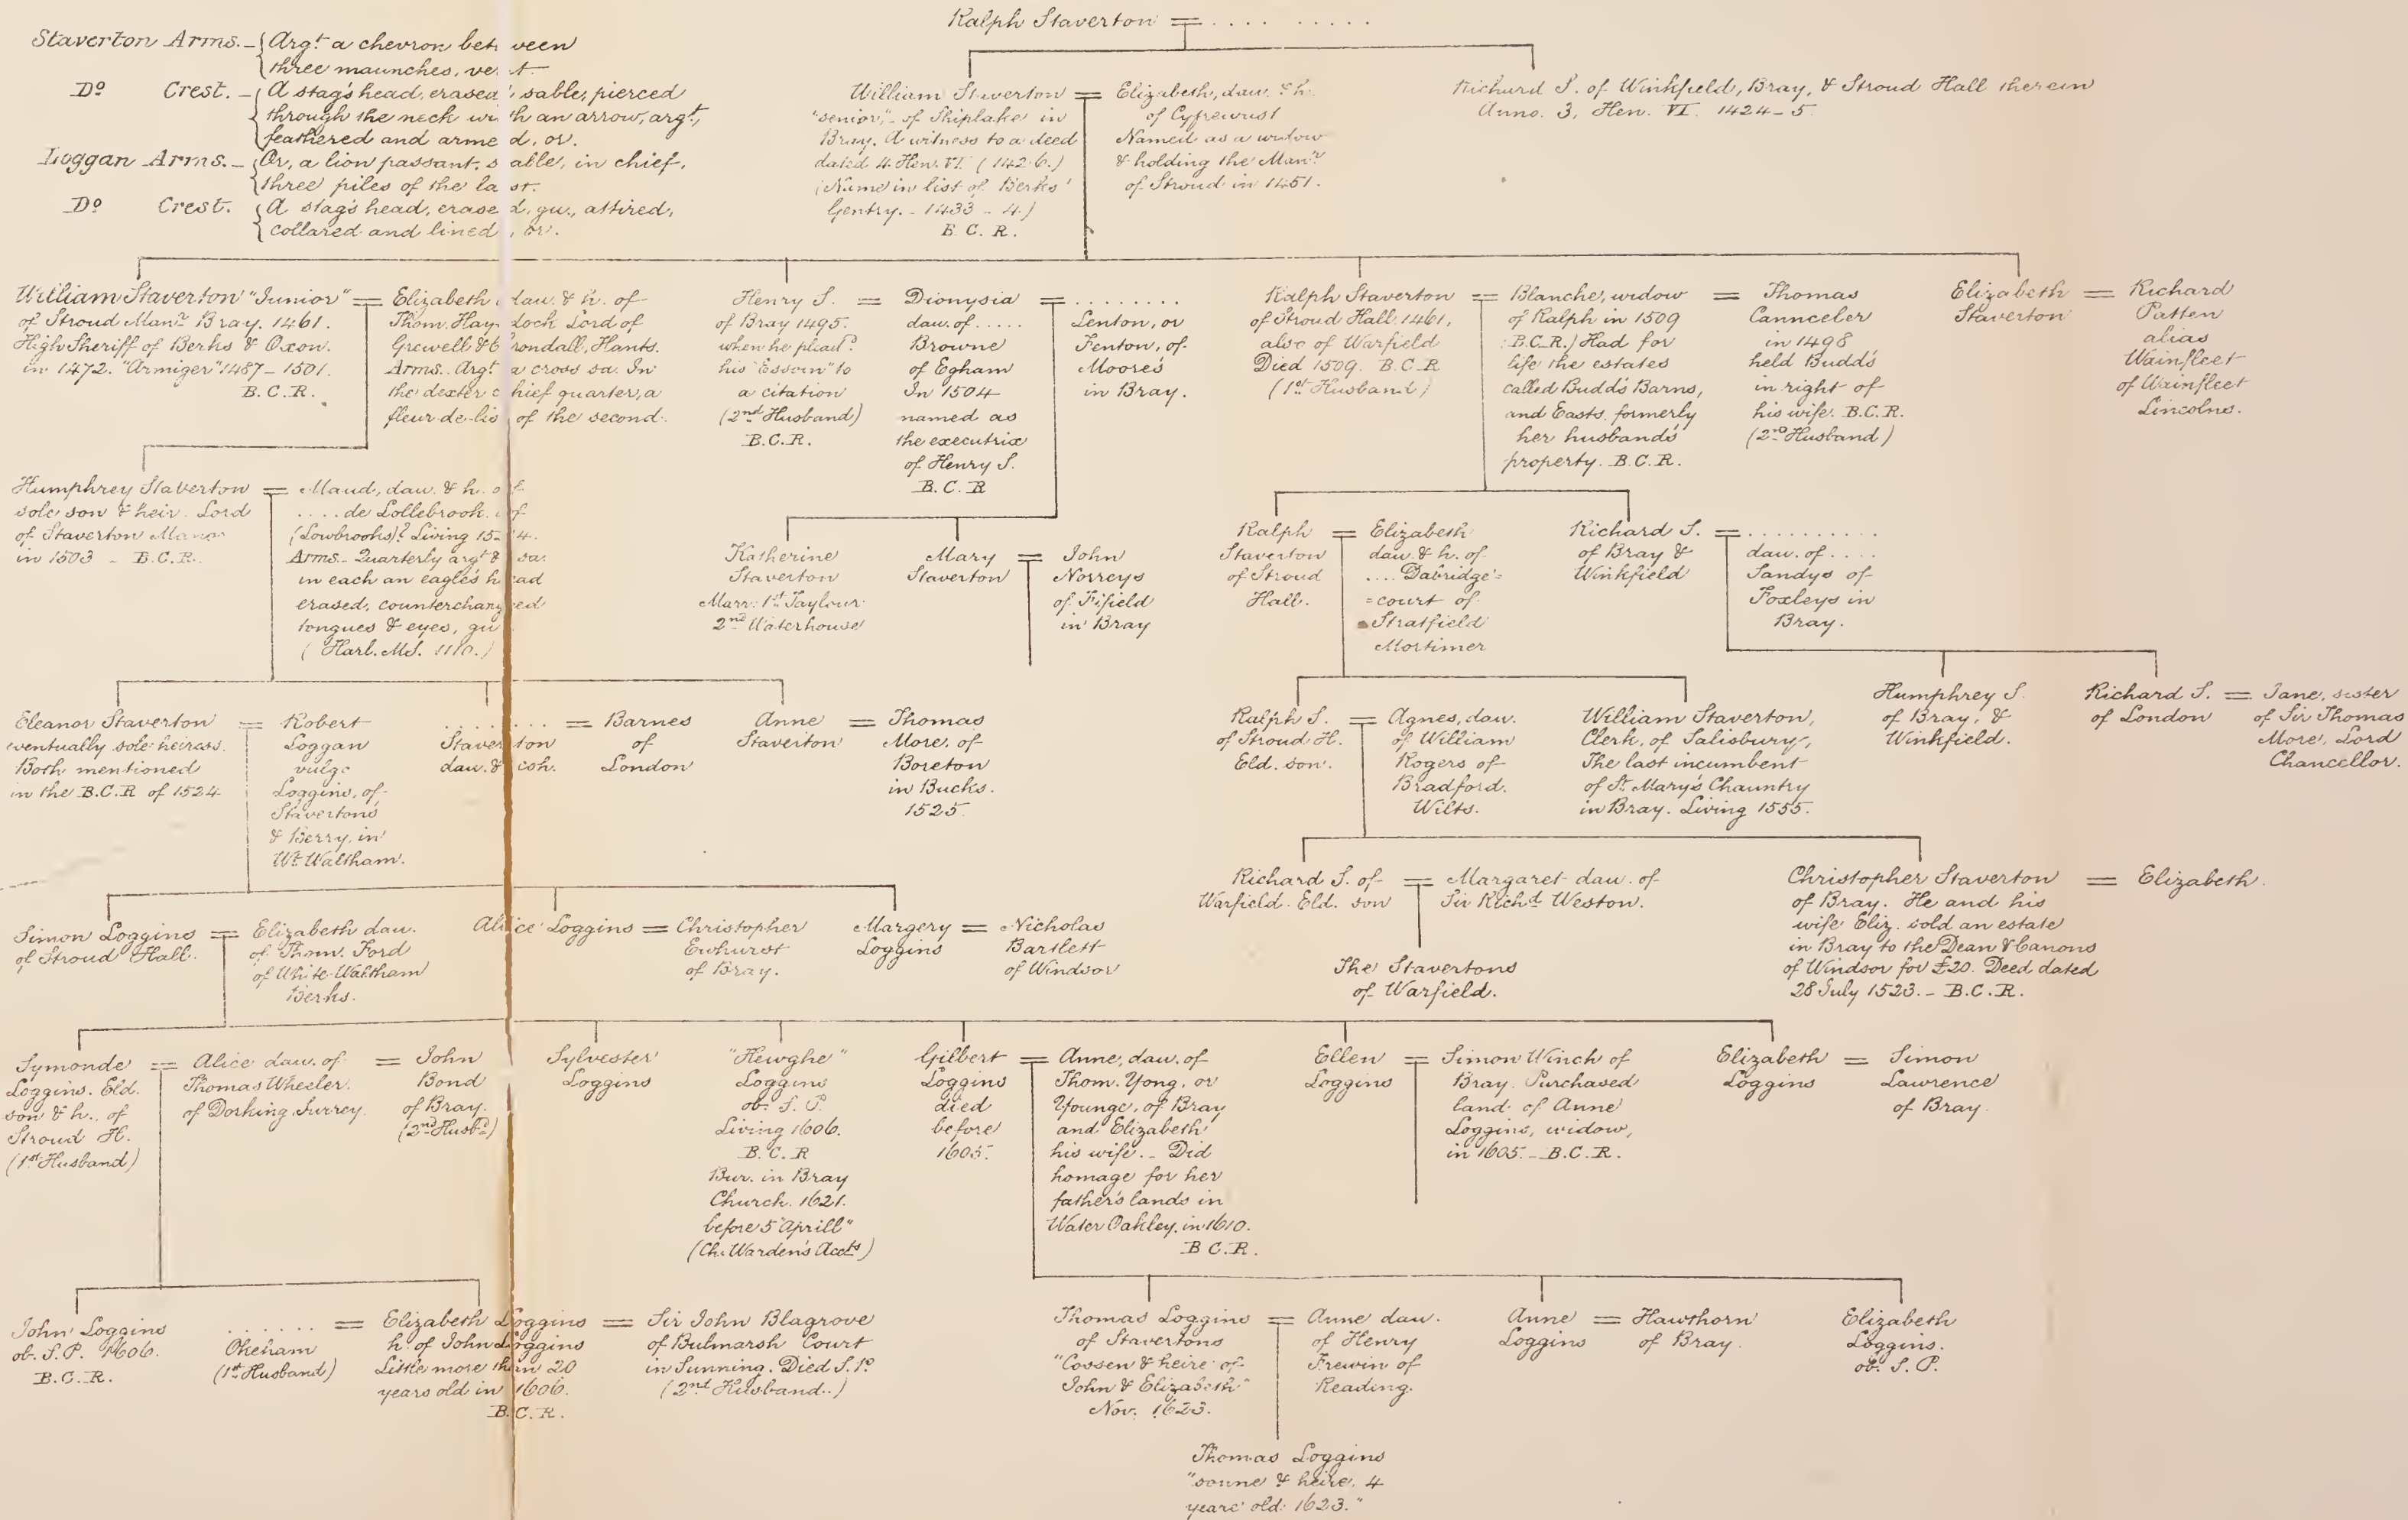 Ralph Staverton = .... .....
Staverton Arms. - Argt. a chevron between
three maunches, vert.
Do Crest. - A stag's head, erased, sable, pierced
through the neck with an arrow, argt.,
feathered and armed, or.
Loggan Arms. - Or, a lion passant, sable, in chief,
three piles of the last.
Do Crest. A stag's head, erased, gu., attired,
collared and lined, or.
William Staverton =
"senior", of Shiplake in
Bray. A witness to a deed
dated 4. Hen. VI. (1426.)
(Name in list of Berks'
Gentry. - 1433 - 4.)
B. C. R.
Elizabeth, dau. & h.
of Cyfrewust
Named as a widow
& holding the Manr.
of Stroud in 1451.
Richard S. of Winkfield, Bray, & Stroud Hall therein
Anno. 3, Hen. VI. 1424-5.
William Staverton "Junior" =
of Stroud Manr. Bray. 1461.
High Sheriff of Berks & Oxon.
in 1472. "Armiger" 1487-1501.
B.C.R.
Elizabeth dau. & h. of
Thom. Haydock Lord of
Grewell & Crondall, Hants.
Arms. Argt. a cross sa. In
the dexter chief quarter, a
fleur-de-lis of the second.
Henry S. =
of Bray 1495.
when he plead?
his "Essoin" to
a citation
(2nd Husband)
B.C.R.
Dionysia =
dau. of .....
Browne
of Egham
In 1504
named as
the executrix
of Henry S.
B.C.R
........
Lenton, or
Fenton, of
Moores
in Bray.
Ralph Staverton =
of Stroud Hall. 1461,
also of Warfield
Died 1509. B.C.R
(1st Husband)
Blanche, widow =
of Ralph in 1509
B.C.R.) Had for
life the estates
called Budd's Barns,
and Easts, formerly
her husband's
property. B.C.R.
Thomas
Cannceler
in 1498
held Budd's
in right of
his wife. B.C.R.
(2nd Husband)
Elizabeth =
Staverton
Richard
Patten
alias
Wainfleet
of Wainfleet
Lincolns.
Humphrey Staverton =
sole son & heir. Lord
of Staverton Manor
in 1503 - B.C.R.
Maud, dau. & h. of
.... de Lollebrook. of
(Lowbrooks)? Living 1524.
Arms. - Quarterly argt. & sa.
in each an eagle's head
erased, counterchanged
tongues & eyes, gu
(Harl. MS. 1110.)
Katherine
Staverton
Marr. 1st Taylour
2nd Waterhouse
Mary =
Staverton
John
Norreys
of Fifield
in Bray
Ralph =
Staverton
of Stroud
Hall.
Elizabeth
dau. & h. of
.... Dabridge=
=court of
Stratfield
Mortimer
Richard S. =
of Bray &
Winkfield
..........
dau. of ....
Sandys of
Foxleys in
Bray.
Eleanor Staverton =
eventually sole heiress.
Both mentioned
in the B.C.R of 1524
Robert
Loggan
vulgo
Loggins, of
Stavertons
& Berry, in
Wt. Waltham.
........ =
Staverton
dau. & coh.
Barnes
of
London
Anne =
Staverton
Thomas
More, of
Boreton
in Bucks.
1525.
Ralph S. =
of Stroud H.
Eld. son.
Agnes, dau.
of William
Rogers of
Bradford.
Wilts.
William Staverton,
Clerk, of Salisbury,
The last incumbent
of St. Mary's Chauntry
in Bray. Living 1555.
Humphrey S.
of Bray, &
Winkfield.
Richard S. =
of London
Jane, sister
of Sir Thomas
More, Lord
Chancellor.
Richard S. of =
Warfield. Eld. son
Margaret dau. of
Sir Richd. Weston.
Christopher Staverton = Elizabeth.
of Bray. He and his
wife Eliz. sold an estate
in Bray to the Dean & Canons
of Windsor for £20. Deed dated
28 July 1523. - B.C.R.
Simon Loggins =
of Stroud Hall.
Elizabeth dau.
of Thom. Ford
of White Waltham
Berks.
Alice Loggins =
Christopher
Ewhurst
of Bray.
Margery =
Loggins
Nicholas
Bartlett
of Windsor
The Stavertons
of Warfield.
Symonde =
Loggins. Eld.
son & h. of
Stroud H.
(1st Husband)
Alice dau. of =
Thomas Wheeler.
of Dorking Surrey.
John
Bond
of Bray.
(2nd Husbd.)
Sylvester
Loggins
"Hewghe"
Loggins
ob. S. P.
Living 1606.
B.C.R
Bur. in Bray
Church. 1621.
before 5 "Aprill"
(Ch. Warden's Accts)
Gilbert =
Loggins
died
before
1605.
Anne, dau. of
Thom. Yong, or
Younge, of Bray
and Elizabeth
his wife. - Did
homage for her
father's lands in
Water Oakley, in 1610.
B C.R.
Ellen =
Loggins
Simon Winch of
Bray. Purchased
land of Anne
Loggins, widow,
in 1605. - B.C.R.
Elizabeth =
Loggins
Simon
Lawrence
of Bray.
John Loggins
ob. S.P. 1606.
B.C.R.
...... =
Okeham
(1st Husband)
Elizabeth Loggins =
h. of John Loggins
Little more than 20
years old in 1606.
B.C.R.
Sir John Blagrove
of Bulmarsh Court
in Sunning. Died S.P.
(2nd Husband.)
Thomas Loggins =
of Stavertons
"Cossen & heire of
John & Elizabeth"
Nov. 1623.
Anne dau.
of Henry
Frewin of
Reading.
Anne =
Loggins
Hawthorn
of Bray.
Elizabeth
Loggins.
ob. S. P.
Thomas Loggins
"sonne & heire, 4
yeare old: 1623."